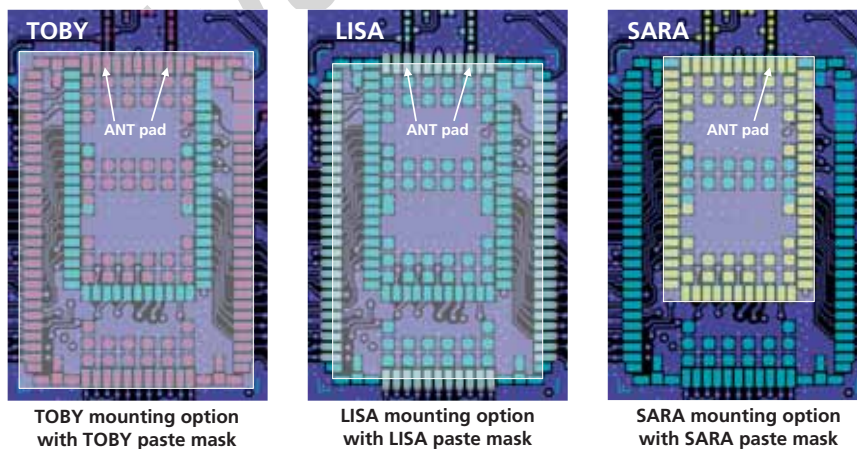 TOBY
LISA
SARA
ANT pad
ANT pad
ANT pad
TOBY mounting option
with TOBY paste mask
LISA mounting option
with LISA paste mask
SARA mounting option
with SARA paste mask